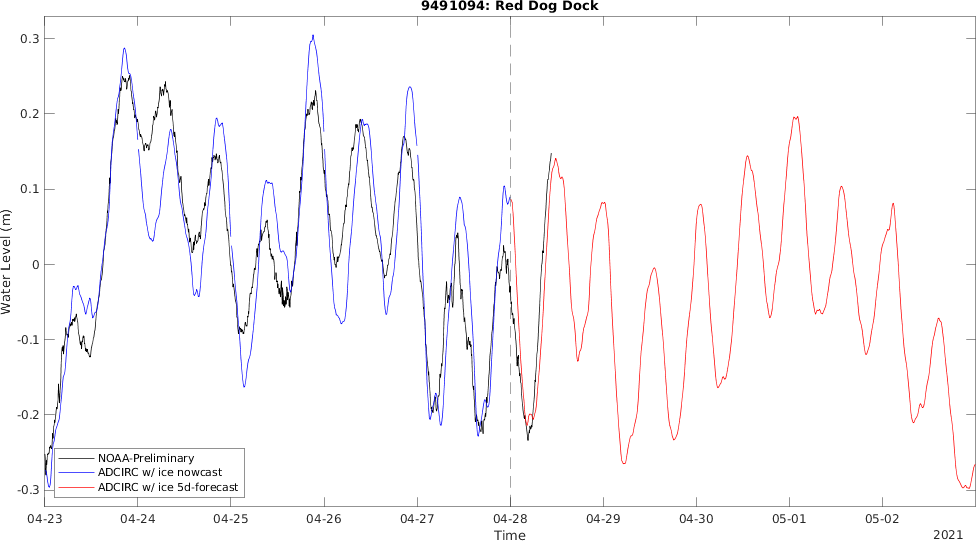 9491094: Red Dog Dock
Water Level (m)
0.3
0.2
0.1
0
-0.1
-0.2
-0.3
NOAA-Preliminary
ADCIRC w/ ice nowcast
ADCIRC w/ ice 5d-forecast
04-23 04-24 04-25 04-26 04-27 04-28 04-29 04-30 05-01 05-02
Time
2021